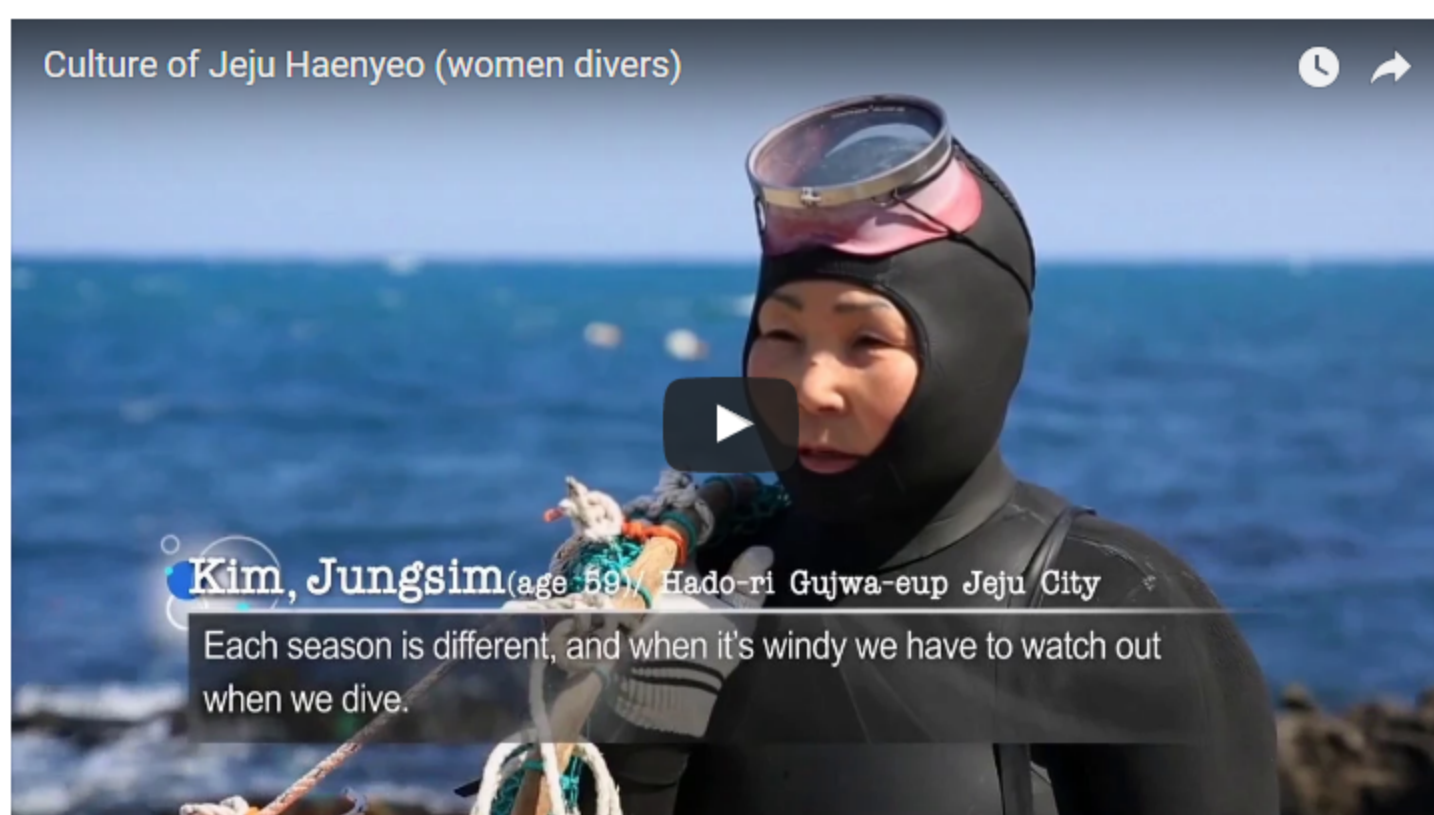 Culture of Jeju Haenyeo (women divers)
Kim, Jungsim(age 59)/ Hado-ri Gujwa-eup Jeju City
Each season is different, and when it's windy we have to watch out
when we dive.